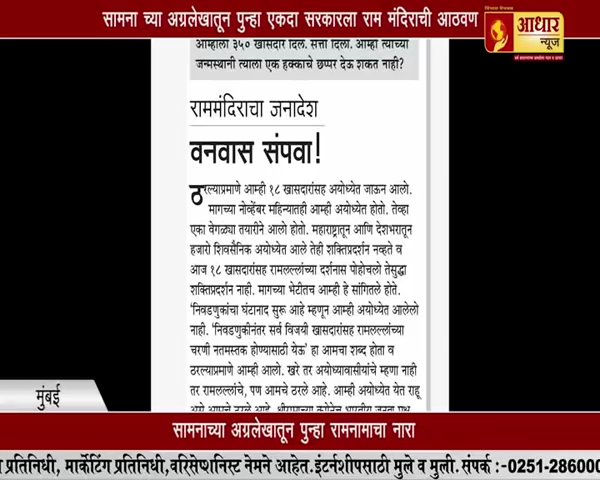 सामना च्या अग्रलेखातून पुन्हा एकदा सरकारला राम मंदिराची आठवण
आधार
न्यूज
आम्हाला ३५० खासदार दिले. सत्ता दिली. आम्ही त्याच्या
जन्मस्थानी त्याला एक हक्काचे छप्पर देऊ शकत नाही?
राममंदिराचा जनादेश
वनवास संपवा!
ठरल्याप्रमाणे आम्ही १८ खासदारांसह अयोध्येत जाऊन आलो.
मागच्या नोव्हेंबर महिन्यातही आम्ही अयोध्येत होतो. तेव्हा
एका वेगळ्या तयारीने आलो होतो. महाराष्ट्रातून आणि देशभरातून
हजारो शिवसैनिक अयोध्येत आले तेही शक्तिप्रदर्शन नव्हते व
आज १८ खासदारांसह रामलल्लांच्या दर्शनास पोहोचलो तेसुद्धा
शक्तिप्रदर्शन नाही. मागच्या भेटीतच आम्ही हे सांगितले होते.
'निवडणुकांचा घंटानाद सुरू आहे म्हणून आम्ही अयोध्येत आलेलो
नाही. 'निवडणुकीनंतर सर्व विजयी खासदारांसह रामलल्लांच्या
चरणी नतमस्तक होण्यासाठी येऊ' हा आमचा शब्द होता व
ठरल्याप्रमाणे आम्ही आलो. खरे तर अयोध्यावासीयांचे म्हणा नाही
तर रामलल्लांचे, पण आमचे ठरले आहे. आम्ही अयोध्येत येत राहू
असे आमचे ठरले आहे.
मुंबई
सामनाच्या अग्रलेखातून पुन्हा रामनामाचा नारा
प्रतिनिधी, मार्केटिंग प्रतिनिधी,वरिसेप्शनिस्ट नेमने आहेत.इंटर्नशीपसाठी मुले व मुली. संपर्क :-0251-286000